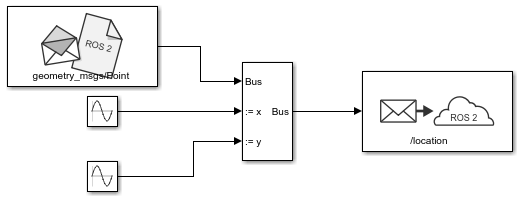 ROS 2
geometry_msgs/Point
Bus
:= x
Bus
:= y
ROS 2
/location